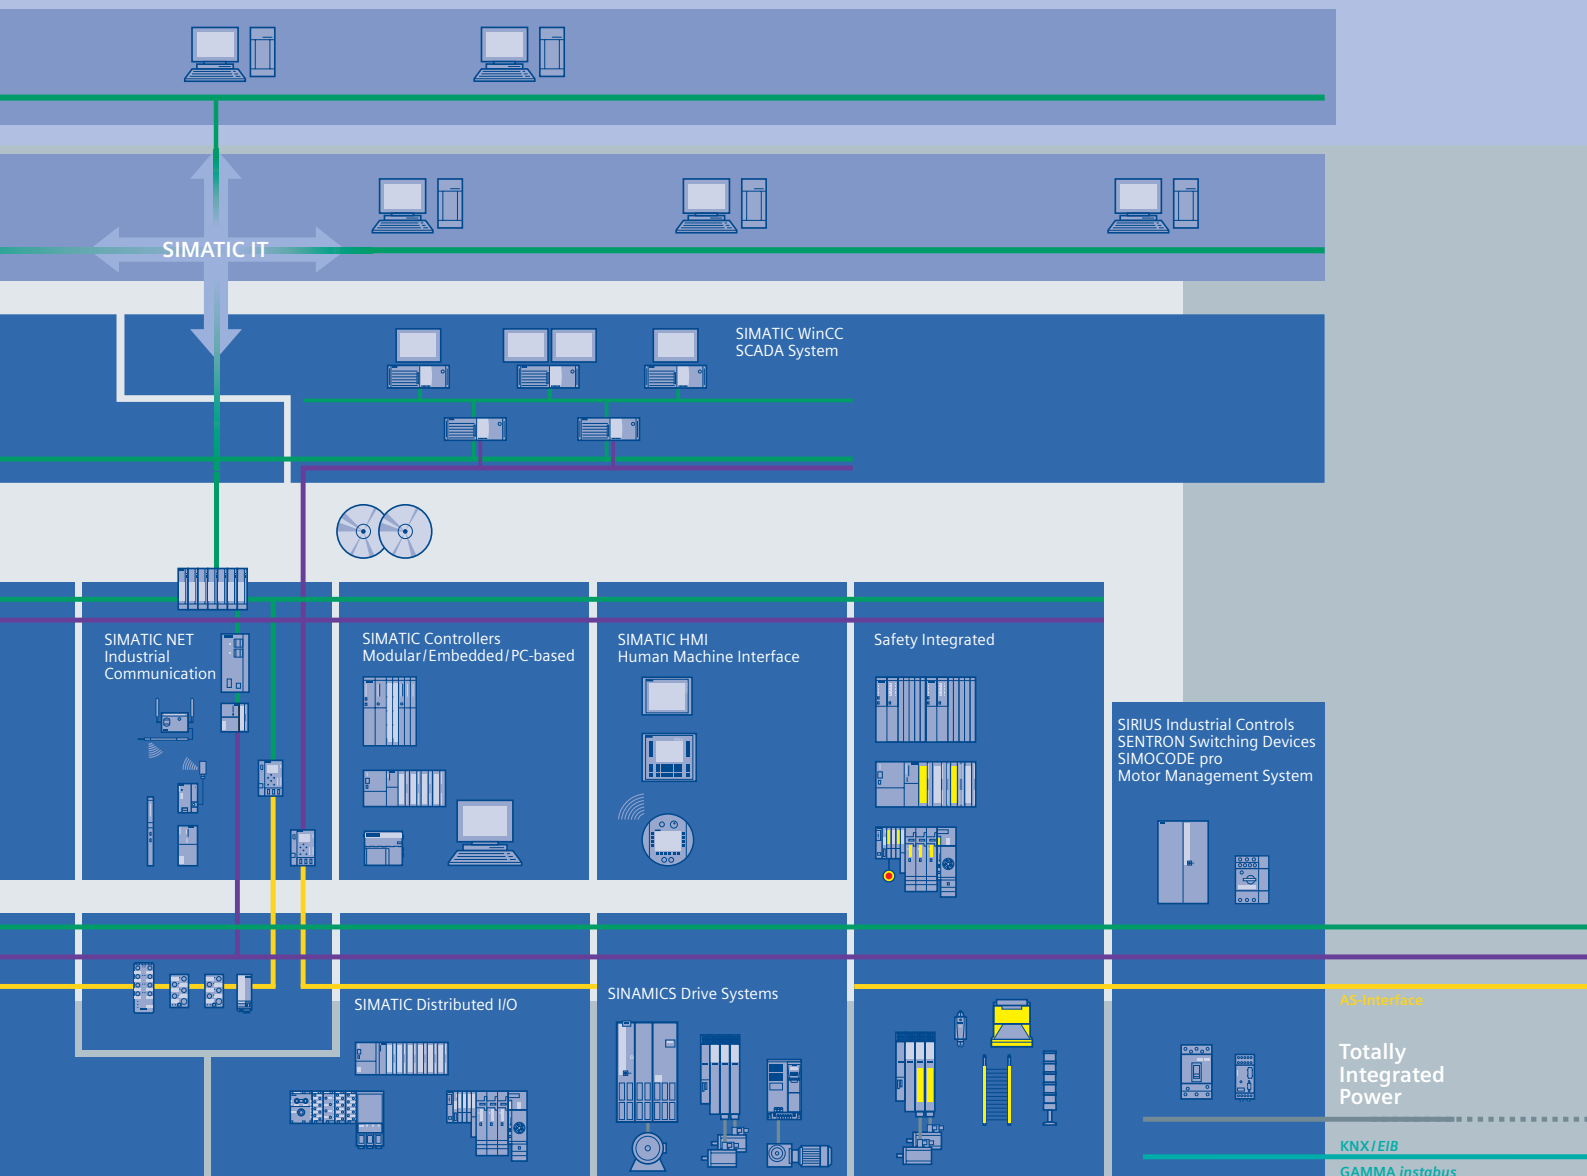 SIMATIC IT
SIMATIC WinCC
SCADA System
SIMATIC NET
Industrial
Communication
SIMATIC Controllers
Modular/Embedded/PC-based
SIMATIC HMI
Human Machine Interface
Safety Integrated
SIRIUS Industrial Controls
SENTRON Switching Devices
SIMOCODE pro
Motor Management System
SIMATIC Distributed I/O
SINAMICS Drive Systems
AS-Interface
Totally
Integrated
Power
KNX/EIB
GAMMA instabus